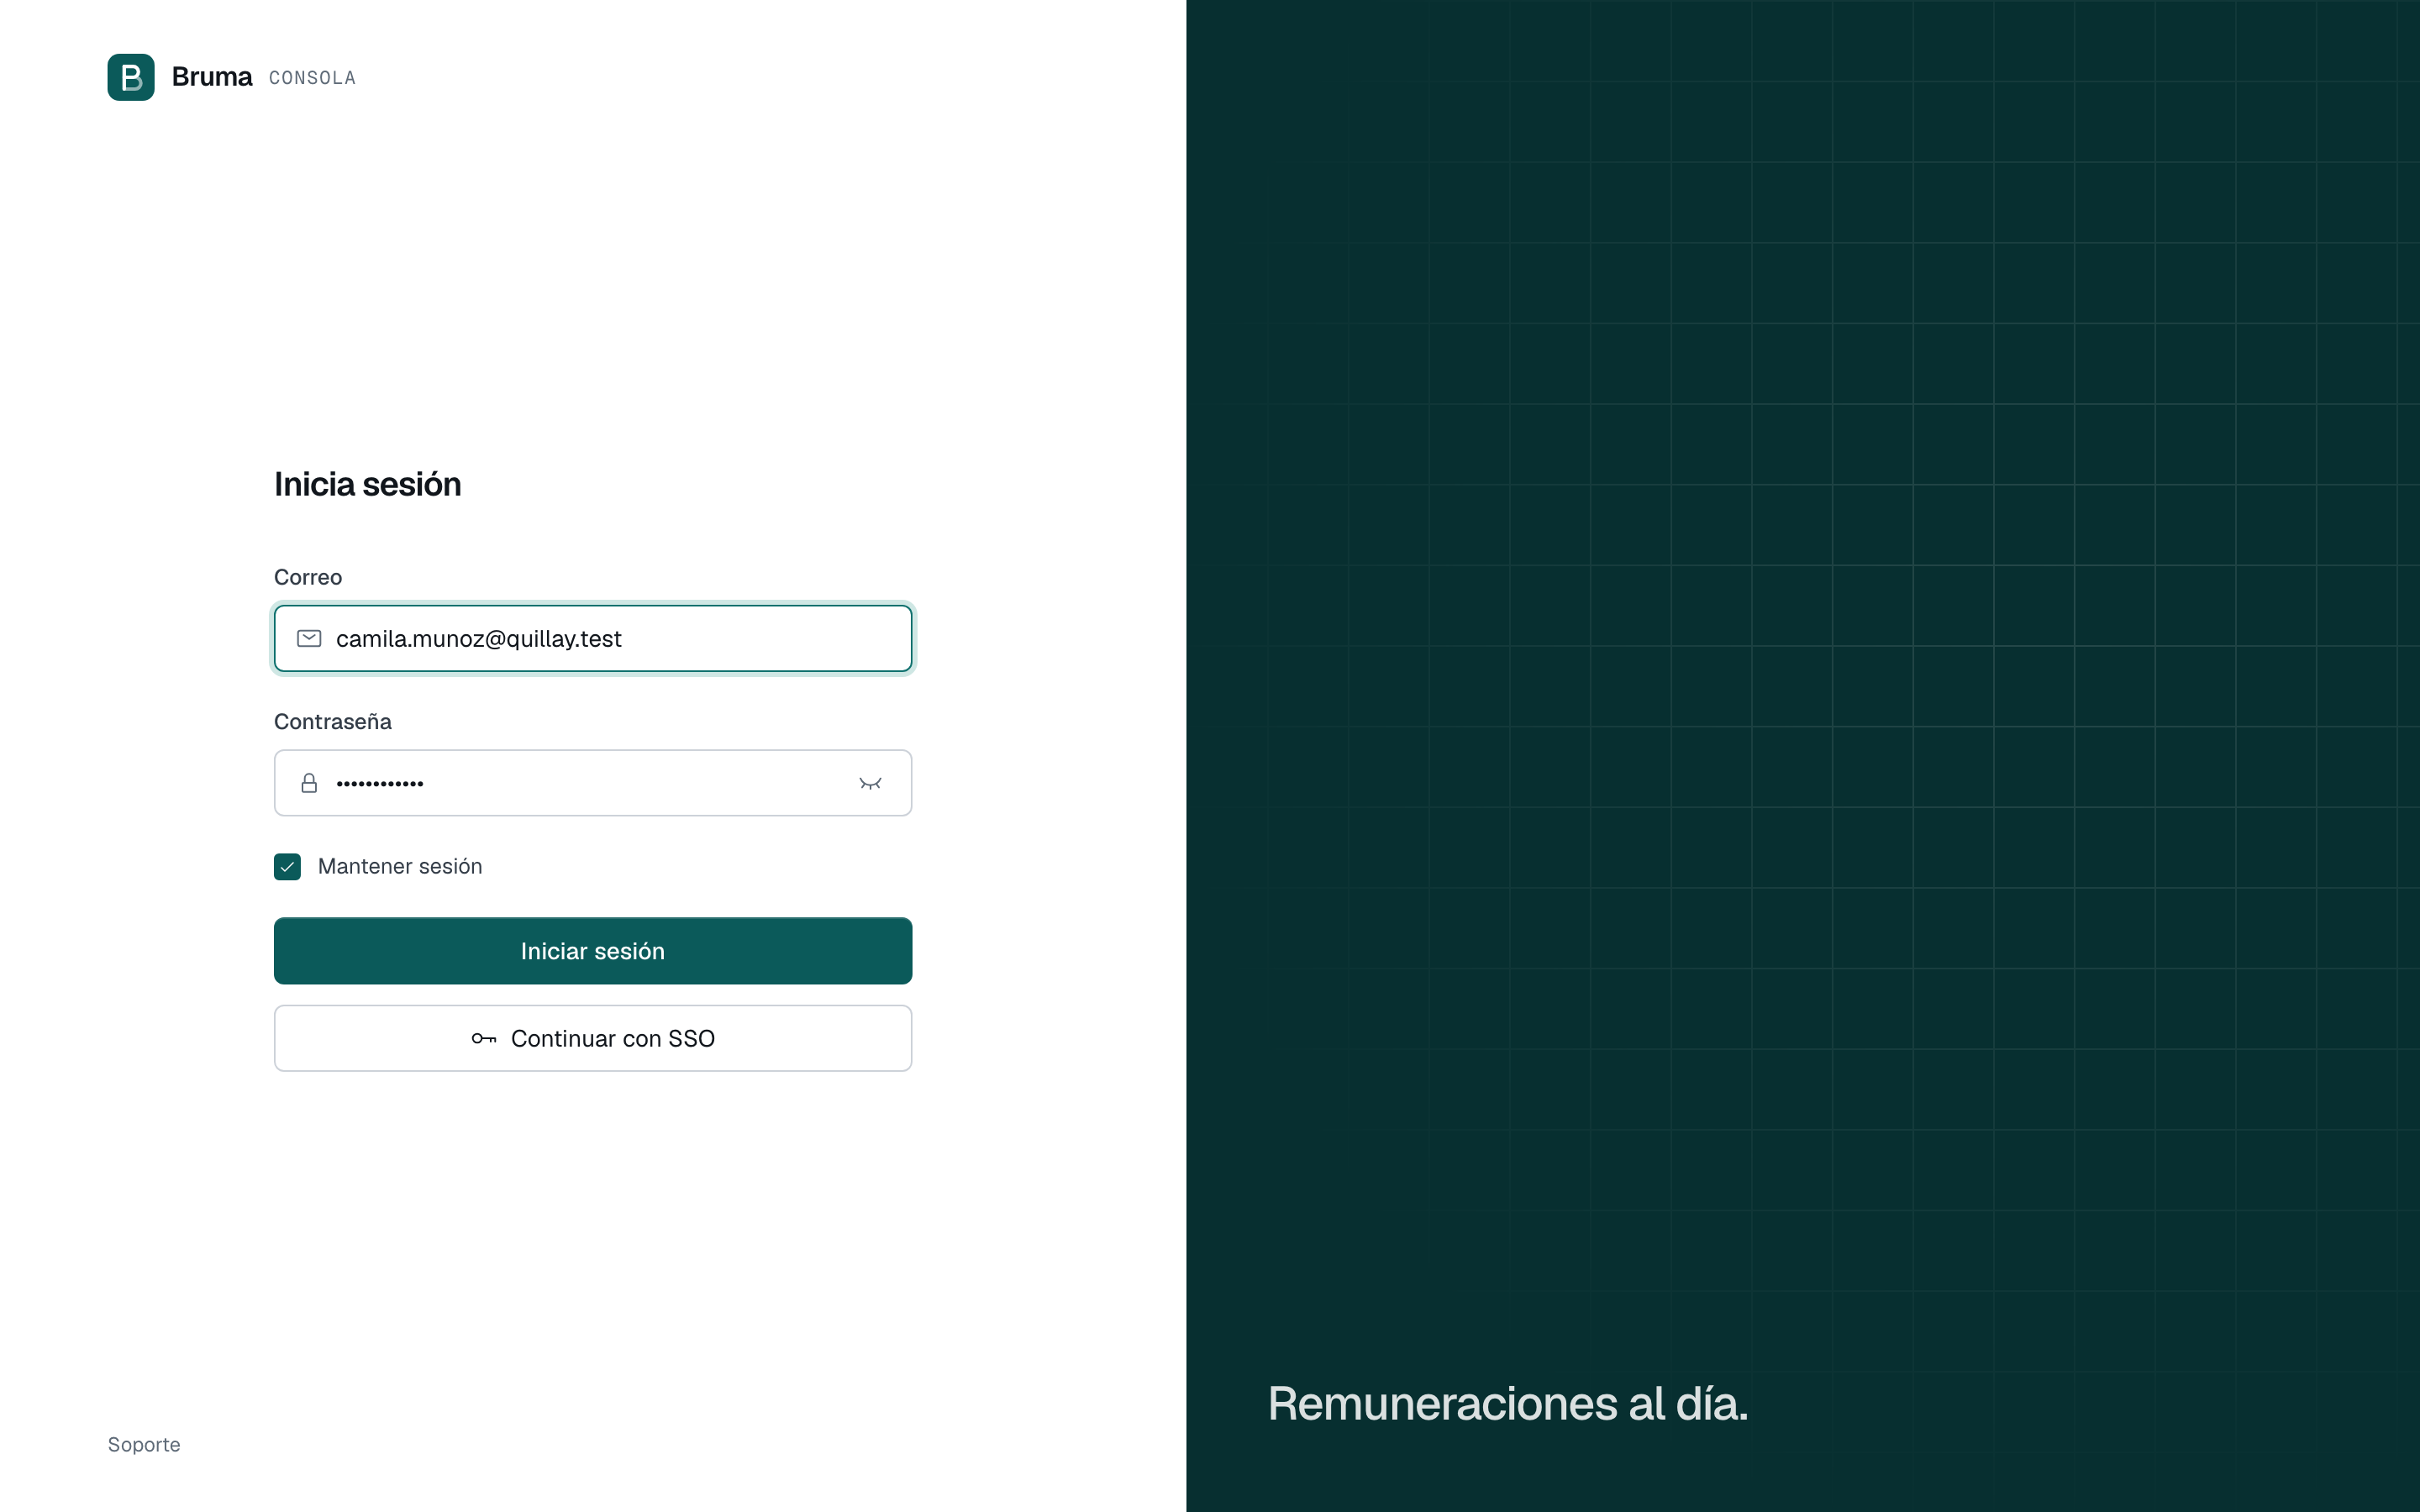 Bruma CONSOLA
Inicia sesión
Correo
camila.munoz@quillay.test
Contraseña
••••••••••••
Mantener sesión
Iniciar sesión
Continuar con SSO
Soporte
Remuneraciones al día.